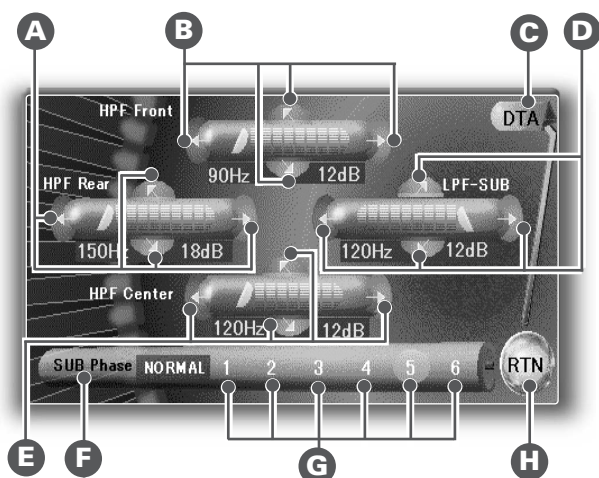 A
B
C
D
HPF Front
DTA
90Hz
12dB
HPF Rear
LPF-SUB
150Hz
18dB
120Hz
12dB
HPF Center
120Hz
12dB
SUB Phase NORMAL 1 2 3 4 5 6
RTN
E
F
G
H